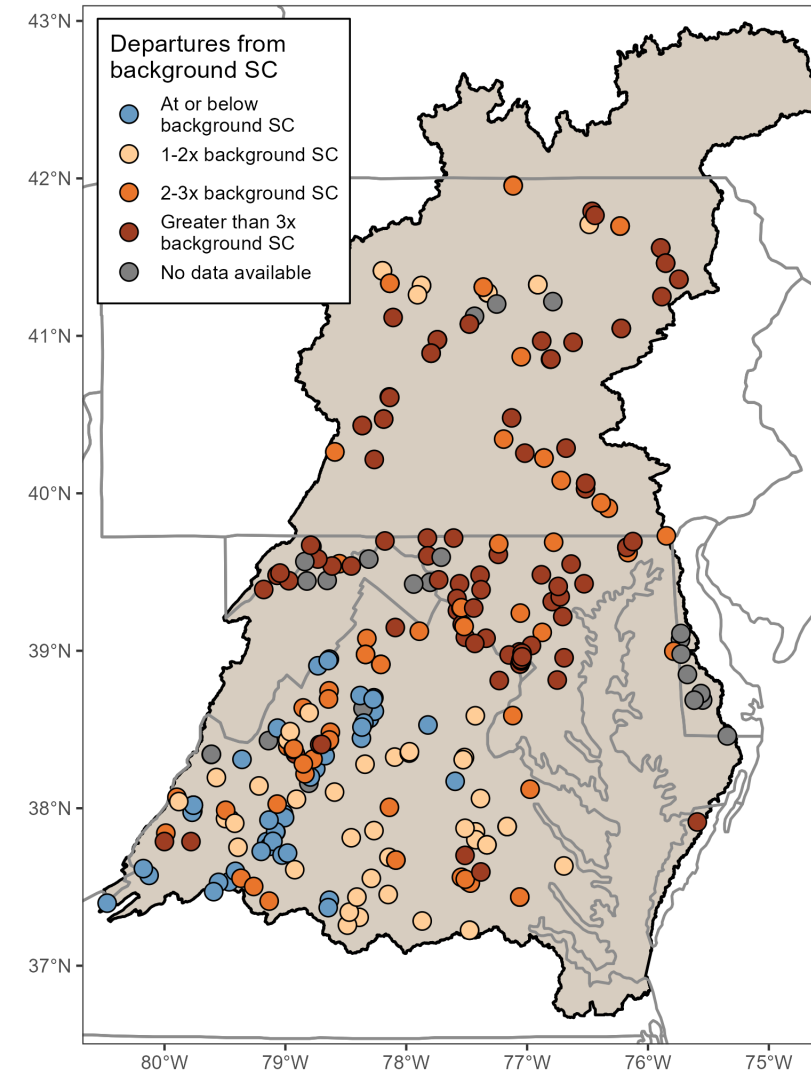 43°N
Departures from
background SC
At or below
background SC
1-2x background SC
2-3x background SC
Greater than 3x
background SC
No data available
42°N
41°N
40°N
39°N
38°N
37°N
80°W 79°W 78°W 77°W 76°W 75°W